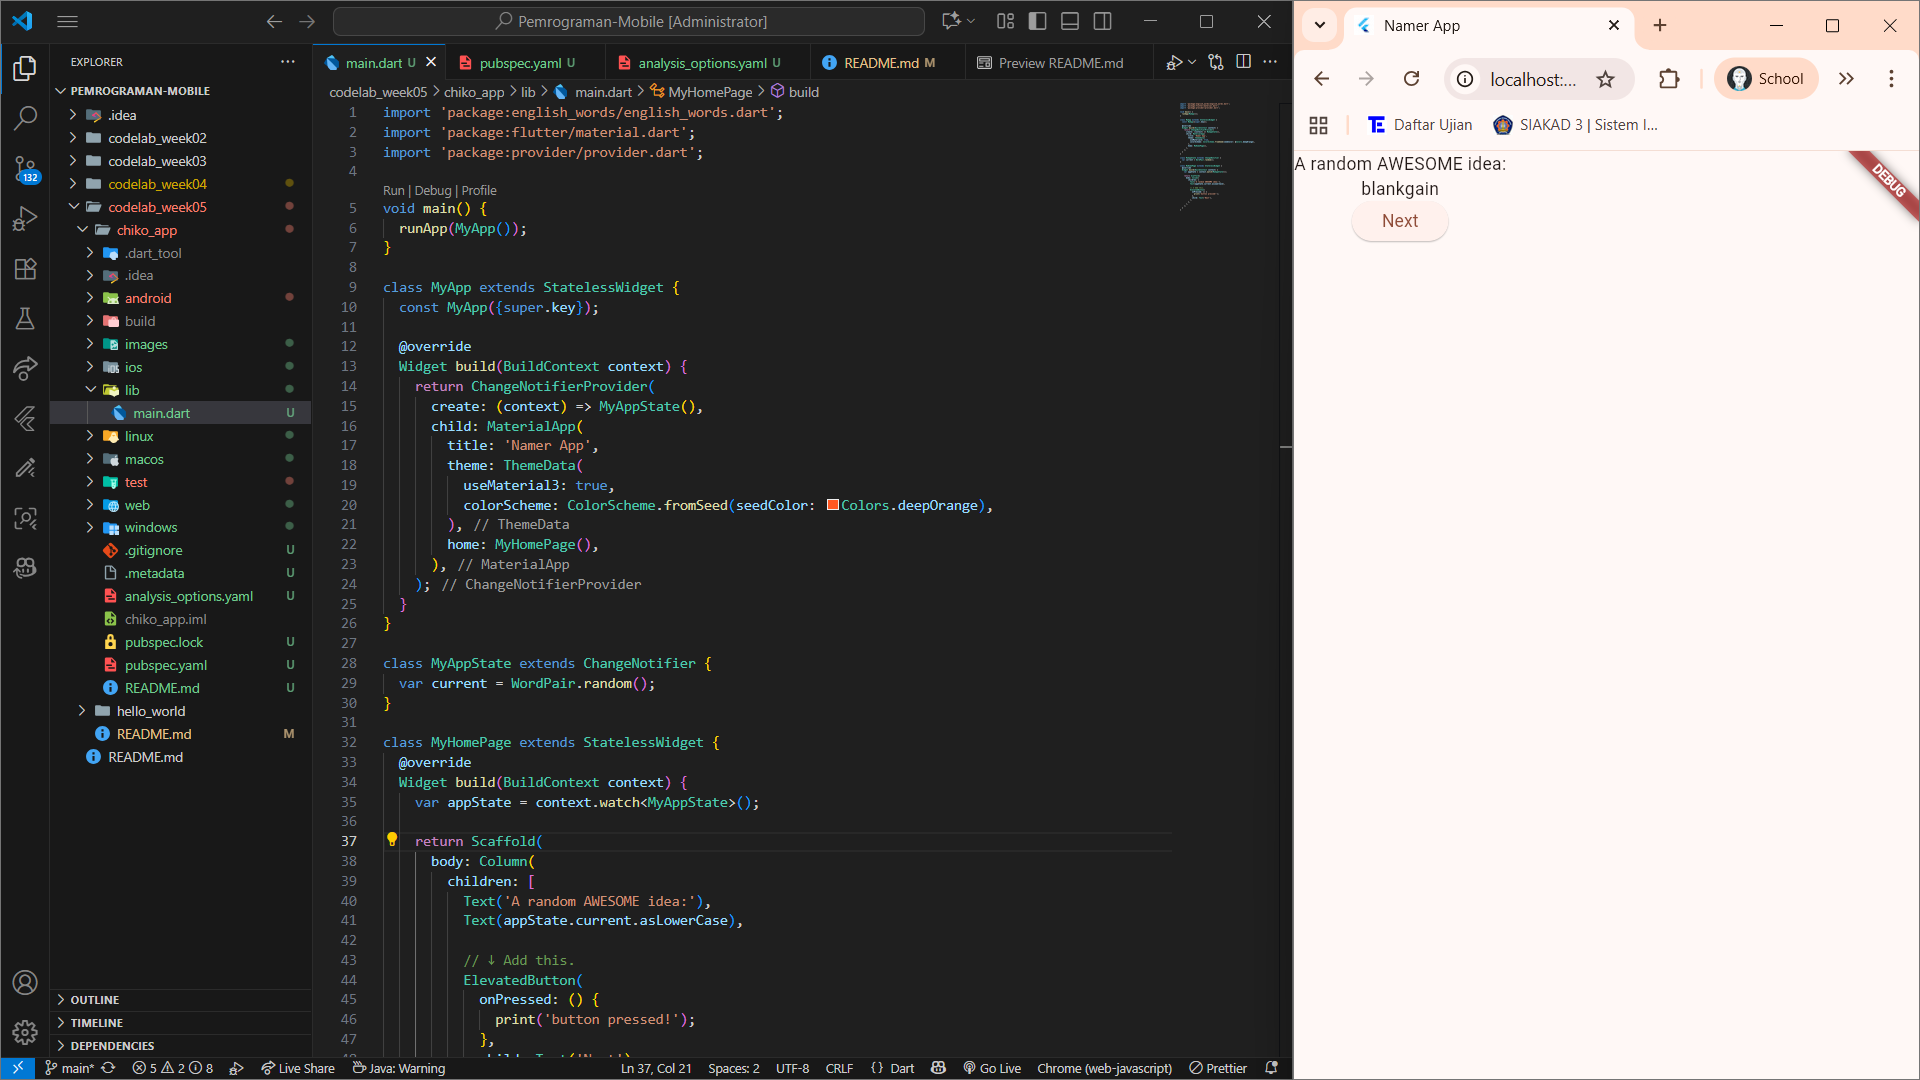 Pemrograman-Mobile [Administrator]
EXPLORER
PEMROGRAMAN-MOBILE
.idea
codelab_week02
codelab_week03
codelab_week04
codelab_week05
chiko_app
.dart_tool
.idea
android
build
images
ios
lib
main.dart U
linux
macos
test
web
windows
.gitignore U
.metadata U
analysis_options.yaml U
chiko_app.iml
pubspec.lock U
pubspec.yaml U
README.md U
hello_world
README.md M
README.md
OUTLINE
TIMELINE
DEPENDENCIES
132
main.dart U
pubspec.yaml U
analysis_options.yaml U
README.md M
Preview README.md
codelab_week05 > chiko_app > lib > main.dart > MyHomePage > build
1 import 'package:english_words/english_words.dart';
2 import 'package:flutter/material.dart';
3 import 'package:provider/provider.dart';
4
Run | Debug | Profile
5 void main() {
6 runApp(MyApp());
7 }
8
9 class MyApp extends StatelessWidget {
10 const MyApp({super.key});
11
12 @override
13 Widget build(BuildContext context) {
14 return ChangeNotifierProvider(
15 create: (context) => MyAppState(),
16 child: MaterialApp(
17 title: 'Namer App',
18 theme: ThemeData(
19 useMaterial3: true,
20 colorScheme: ColorScheme.fromSeed(seedColor: Colors.deepOrange),
21 ), // ThemeData
22 home: MyHomePage(),
23 ), // MaterialApp
24 ); // ChangeNotifierProvider
25 }
26 }
27
28 class MyAppState extends ChangeNotifier {
29 var current = WordPair.random();
30 }
31
32 class MyHomePage extends StatelessWidget {
33 @override
34 Widget build(BuildContext context) {
35 var appState = context.watch<MyAppState>();
36
37 return Scaffold(
38 body: Column(
39 children: [
40 Text('A random AWESOME idea:'),
41 Text(appState.current.asLowerCase),
42
43 // ↓ Add this.
44 ElevatedButton(
45 onPressed: () {
46 print('button pressed!');
47 },
main* 5 2 8 Live Share Java: Warning Ln 37, Col 21 Spaces: 2 UTF-8 CRLF {} Dart Go Live Chrome (web-javascript) Prettier
Namer App
localhost:...
School
Daftar Ujian
SIAKAD 3 | Sistem I...
A random AWESOME idea:
blankgain
Next
DEBUG